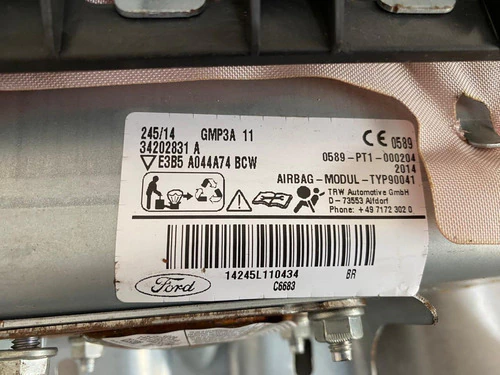 245/14 GMP3A 11
34202831 A
E3B5 A044A74 BCW
CE 0589
0589-PT1-000204
2014
AIRBAG-MODUL-TYP90041
TRW Automotive GmbH
D - 73553 Alfdorf
Phone: +49 7172 302 0
14245L110434 BR
C6683
Ford